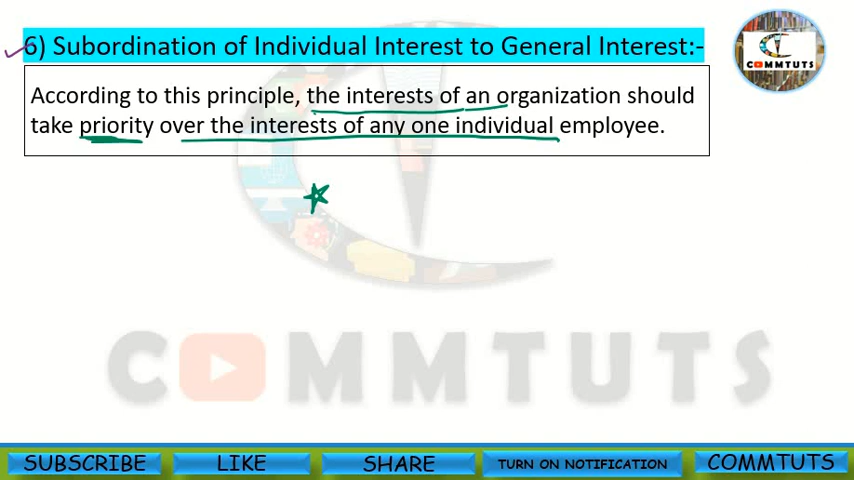 6) Subordination of Individual Interest to General Interest:-
COMMTUTS
According to this principle, the interests of an organization should
take priority over the interests of any one individual employee.
COMMTUTS
SUBSCRIBE
LIKE
SHARE
TURN ON NOTIFICATION
COMMTUTS